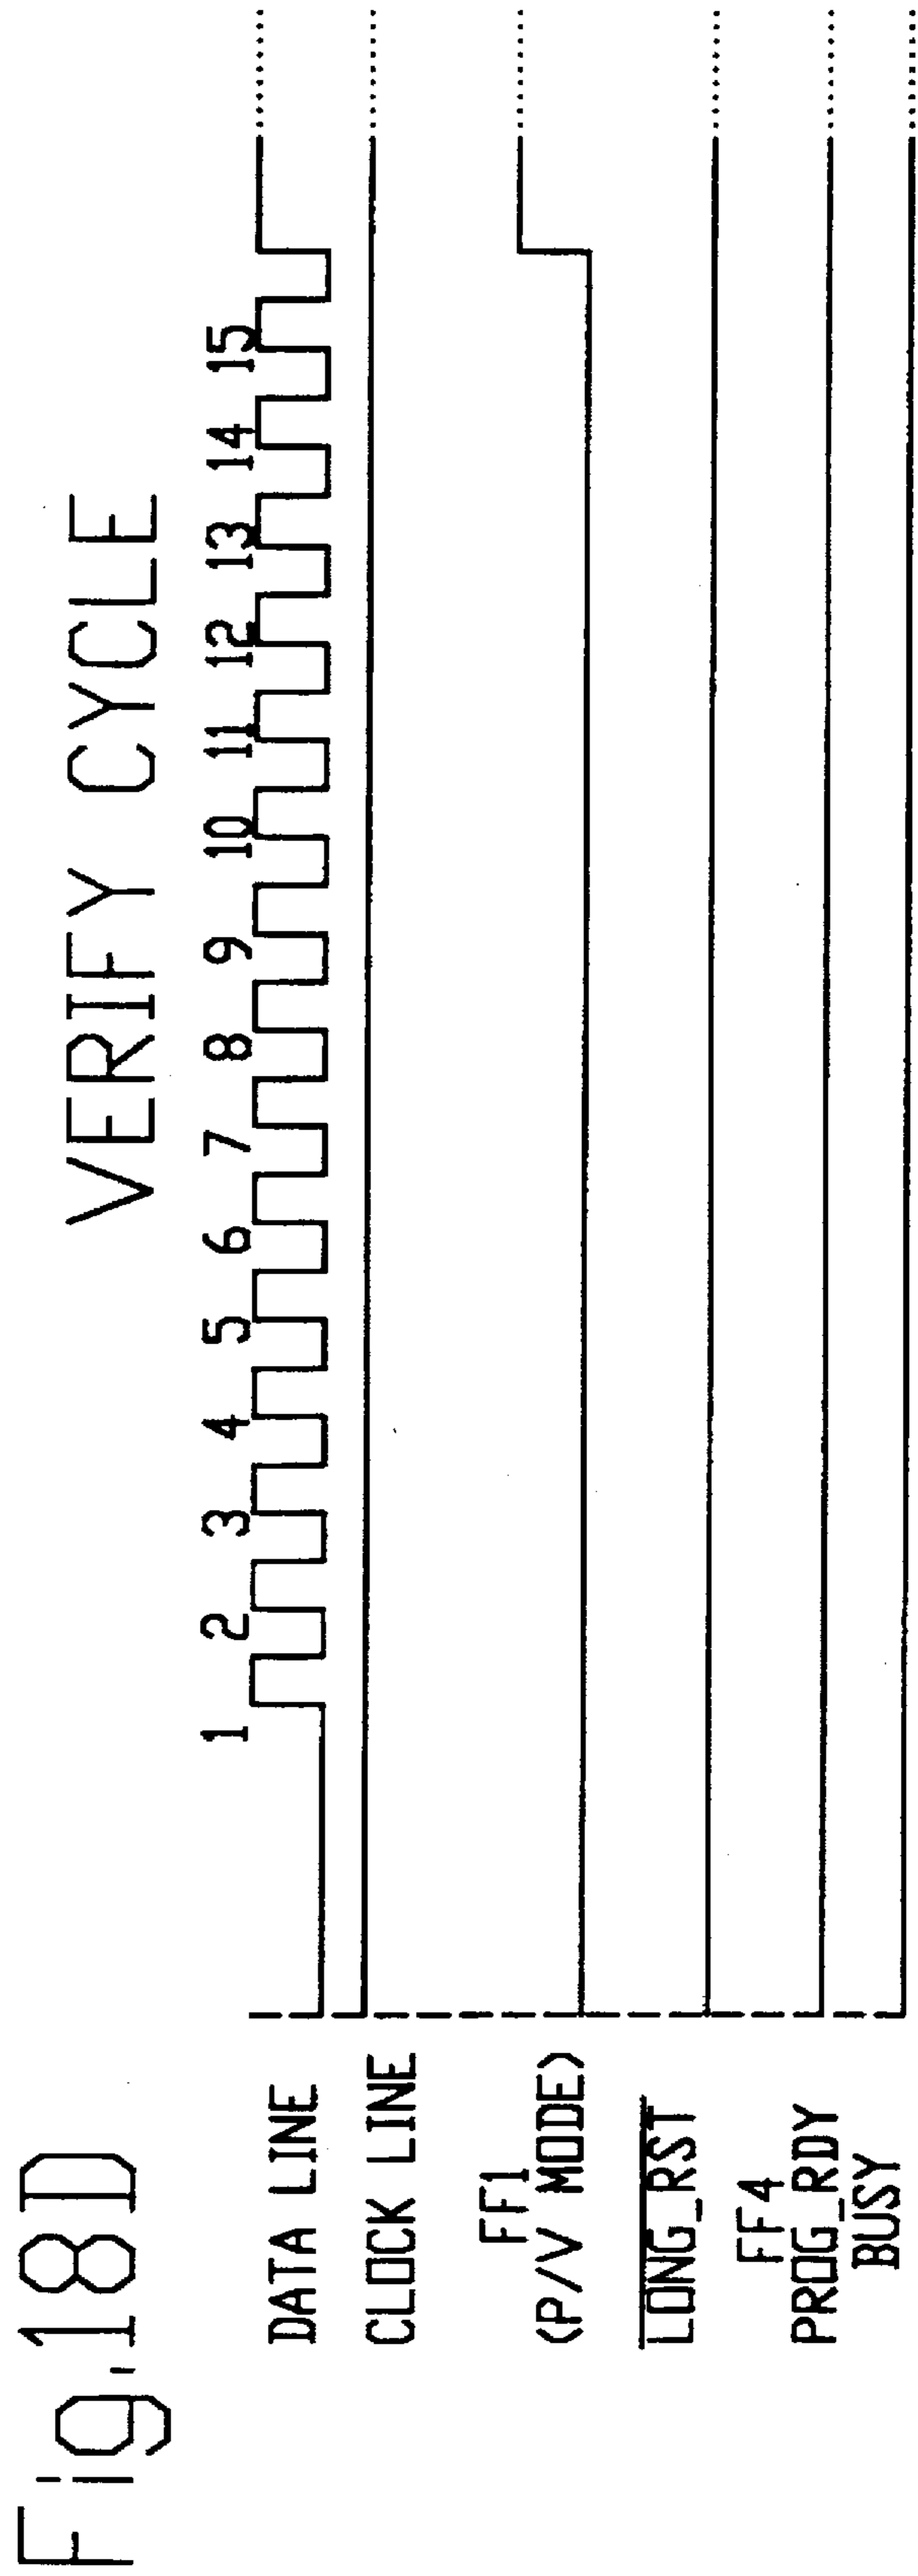 Fig.18D
VERIFY CYCLE
1 2 3 4 5 6 7 8 9 10 11 12 13 14 15
DATA LINE
CLOCK LINE
FF1
(P/V MODE)
LONG_RST
FF4
PROG_RDY
BUSY